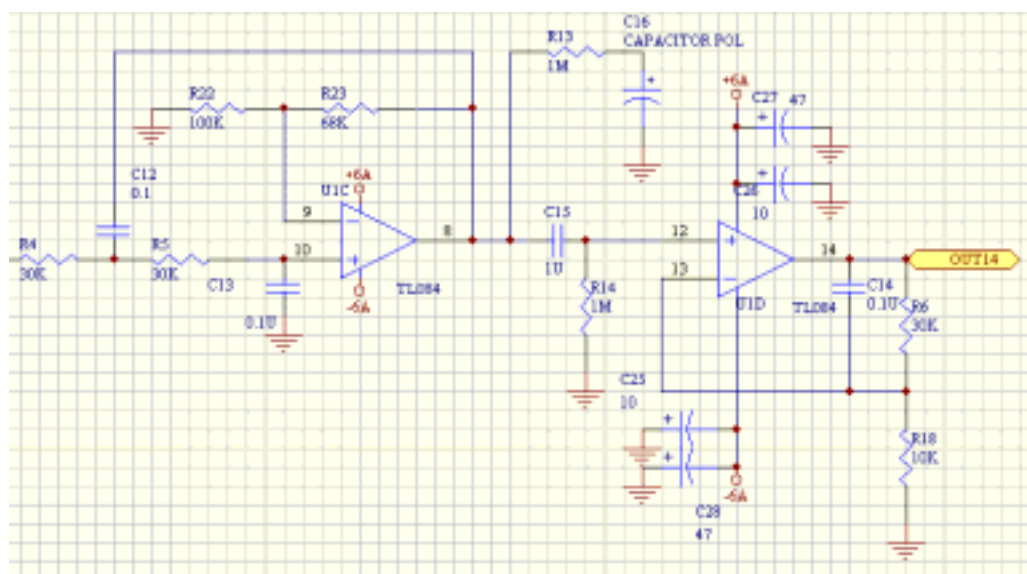 C16
CAPACITOR POL
R13
1M
+6A
C27
47
R22
100K
R23
68K
C12
0.1
U1C
+6A
9
10
8
-6A
TL084
R4
30K
R5
30K
C13
0.1U
C15
1U
R14
1M
C26
10
12
13
14
U1D
TL084
OUT14
C14
0.1U
R6
30K
C25
10
R18
10K
-6A
C28
47